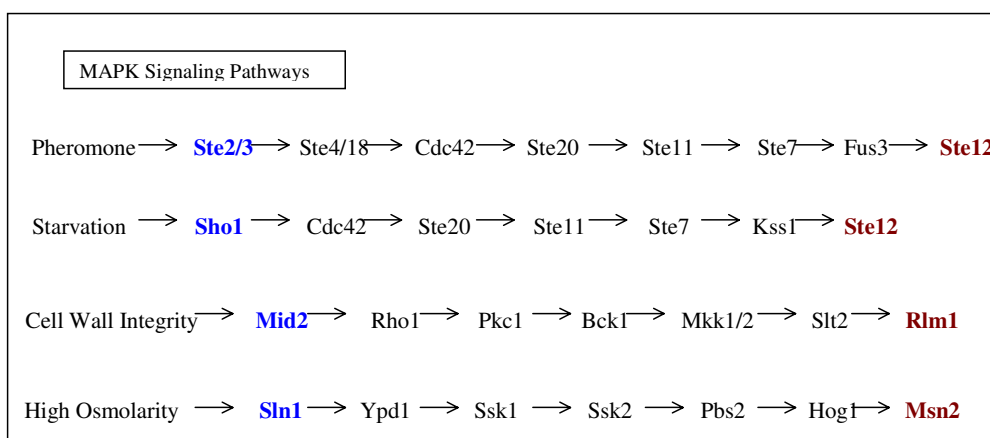 MAPK Signaling Pathways
Pheromone → Ste2/3 → Ste4/18 → Cdc42 → Ste20 → Ste11 → Ste7 → Fus3 → Ste12
Starvation → Sho1 → Cdc42 → Ste20 → Ste11 → Ste7 → Kss1 → Ste12
Cell Wall Integrity → Mid2 → Rho1 → Pkc1 → Bck1 → Mkk1/2 → Slt2 → Rlm1
High Osmolarity → Sln1 → Ypd1 → Ssk1 → Ssk2 → Pbs2 → Hog1 → Msn2